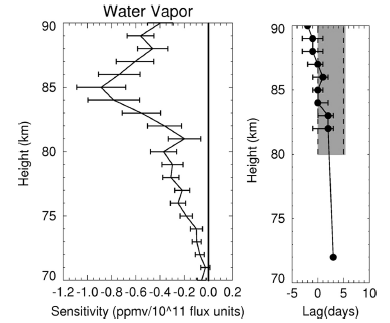 Water Vapor
90
85
80
75
70
Height (km)
-1.2 -1.0 -0.8 -0.6 -0.4 -0.2 0.0 0.2
Sensitivity (ppmv/10^11 flux units)
90
85
80
75
70
Height (km)
-5 0 5 10
Lag(days)